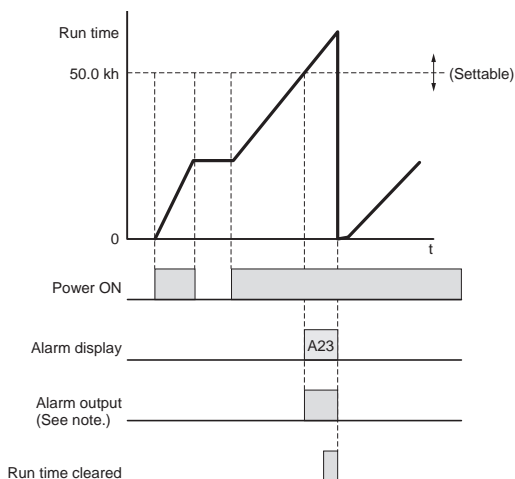 Run time
50.0 kh
(Settable)
0
t
Power ON
Alarm display
A23
Alarm output
(See note.)
Run time cleared